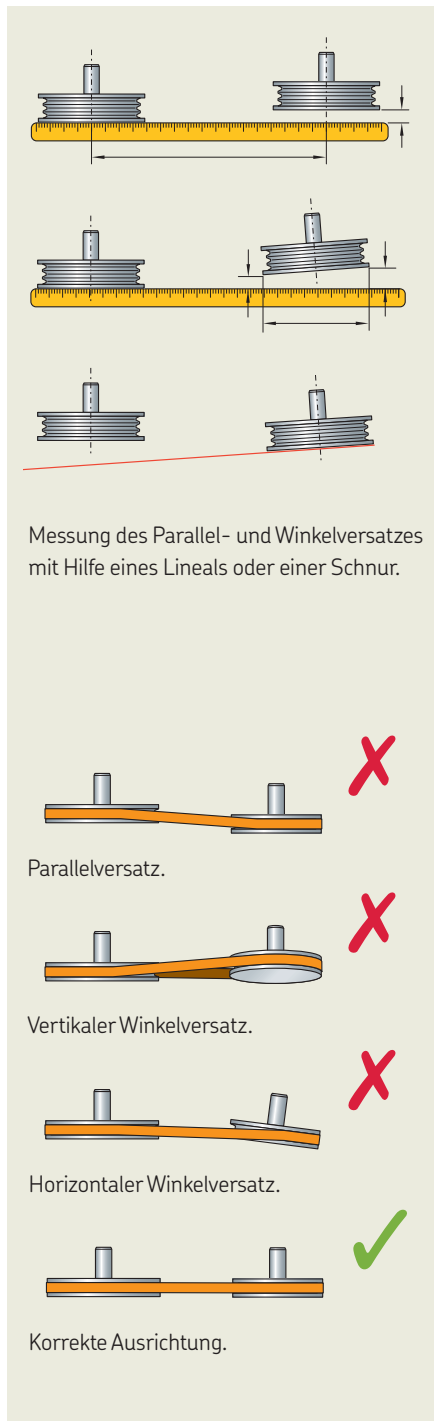 Messung des Parallel- und Winkelversatzes
mit Hilfe eines Lineals oder einer Schnur.
Parallelversatz.
Vertikaler Winkelversatz.
Horizontaler Winkelversatz.
Korrekte Ausrichtung.